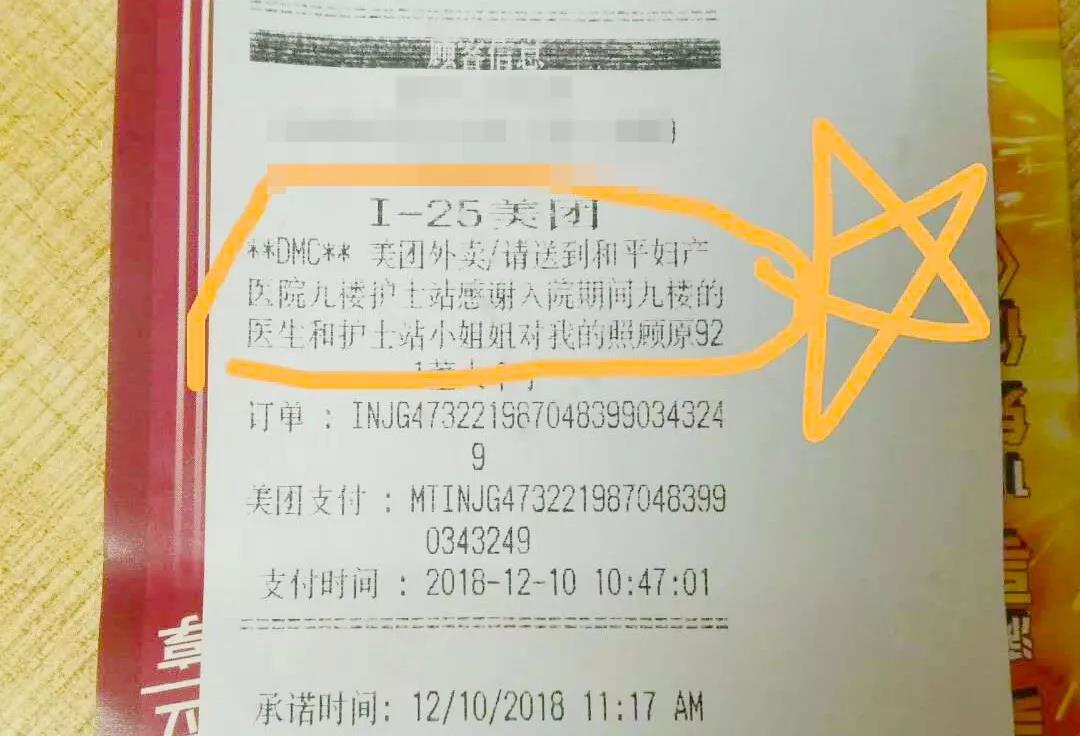 顾客信息
I-25美团
**DMC** 美团外卖/请送到和平妇产
医院九楼护士站感谢入院期间九楼的
医生和护士站小姐姐对我的照顾原92
订单 : INJG473221987048399034324
9
美团支付 : MTINJG473221987048399
0343249
支付时间 : 2018-12-10 10:47:01
承诺时间: 12/10/2018 11:17 AM